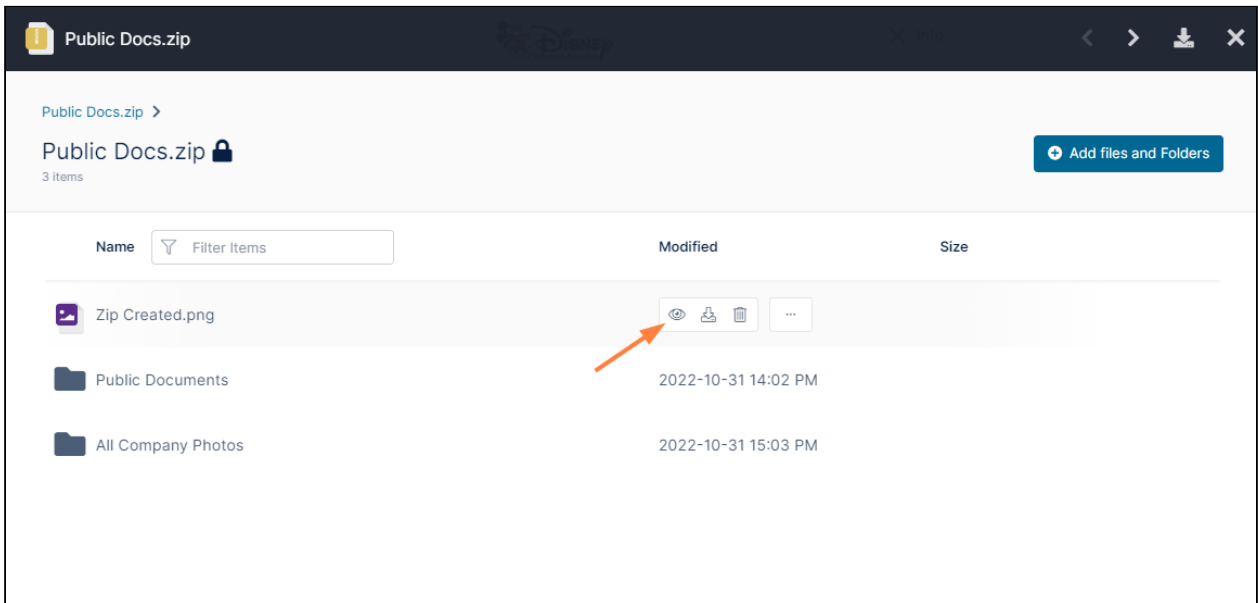 Public Docs.zip
Disney
Info
Public Docs.zip
Public Docs.zip
3 items
Add files and Folders
Name Filter Items Modified Size
Zip Created.png ...
Public Documents 2022-10-31 14:02 PM
All Company Photos 2022-10-31 15:03 PM